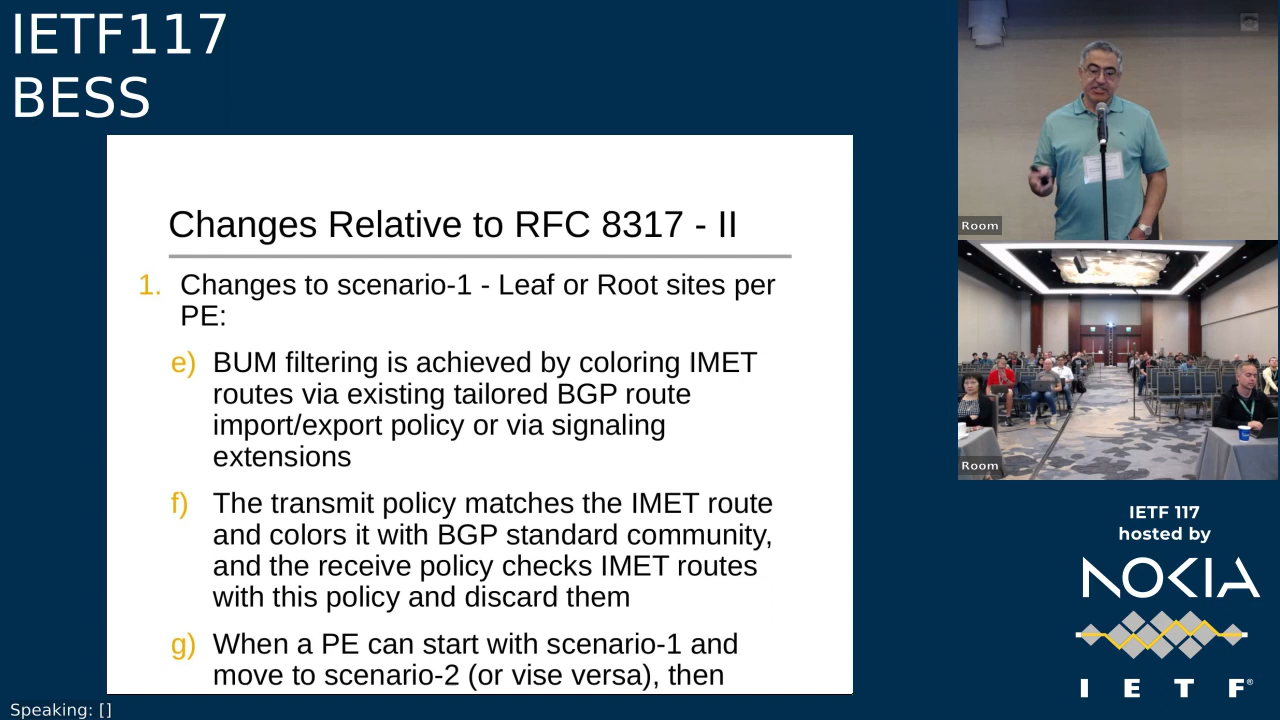 IETF117
BESS
Changes Relative to RFC 8317 - II
1. Changes to scenario-1 - Leaf or Root sites per
PE:
e) BUM filtering is achieved by coloring IMET
routes via existing tailored BGP route
import/export policy or via signaling
extensions
f) The transmit policy matches the IMET route
and colors it with BGP standard community,
and the receive policy checks IMET routes
with this policy and discard them
g) When a PE can start with scenario-1 and
move to scenario-2 (or vise versa), then
Room
Room
IETF 117
hosted by
NOKIA
I E T F®
Speaking: []